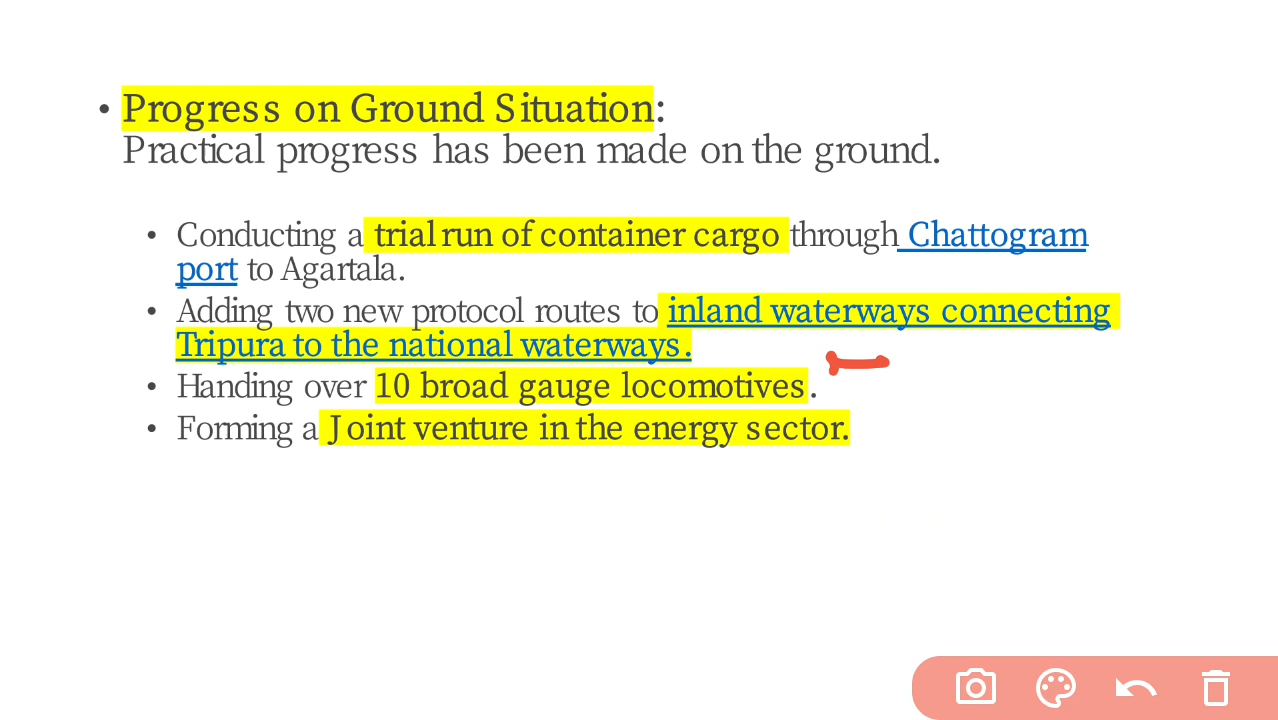 • Progress on Ground Situation:
Practical progress has been made on the ground.
• Conducting a trial run of container cargo through Chattogram
port to Agartala.
• Adding two new protocol routes to inland waterways connecting
Tripura to the national waterways.
• Handing over 10 broad gauge locomotives.
• Forming a Joint venture in the energy sector.